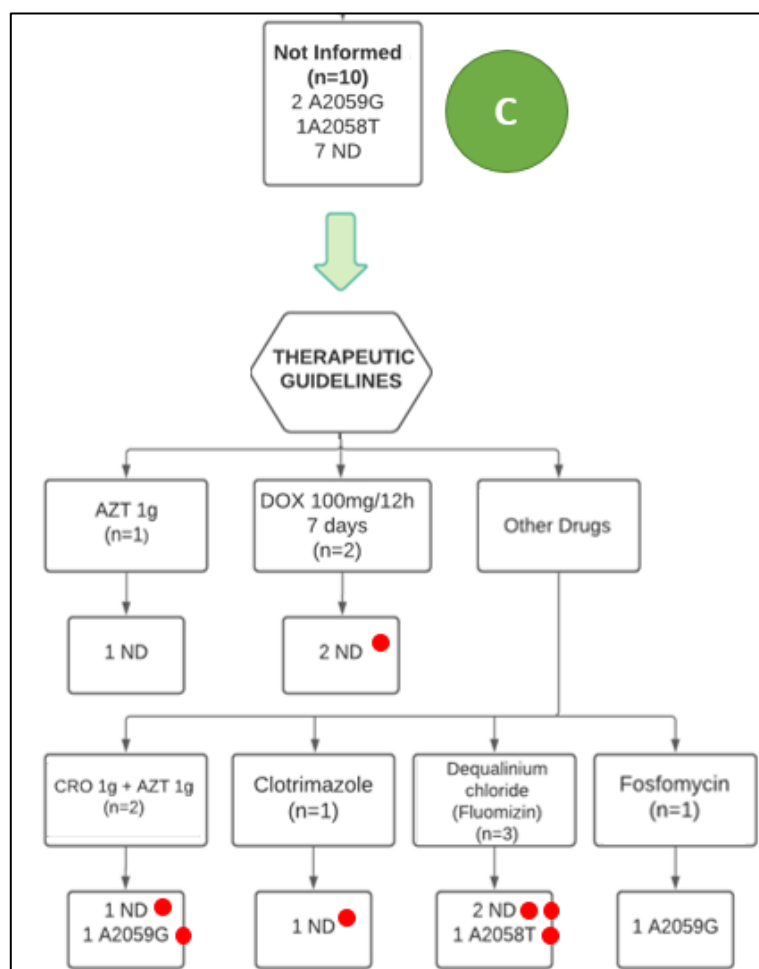 Not Informed
(n=10)
2 A2059G
1A2058T
7 ND
C
THERAPEUTIC
GUIDELINES
AZT 1g
(n=1)
DOX 100mg/12h
7 days
(n=2)
Other Drugs
1 ND
2 ND
CRO 1g + AZT 1g
(n=2)
Clotrimazole
(n=1)
Dequalinium
chloride
(Fluomizin)
(n=3)
Fosfomycin
(n=1)
1 ND
1 A2059G
1 ND
2 ND
1 A2058T
1 A2059G